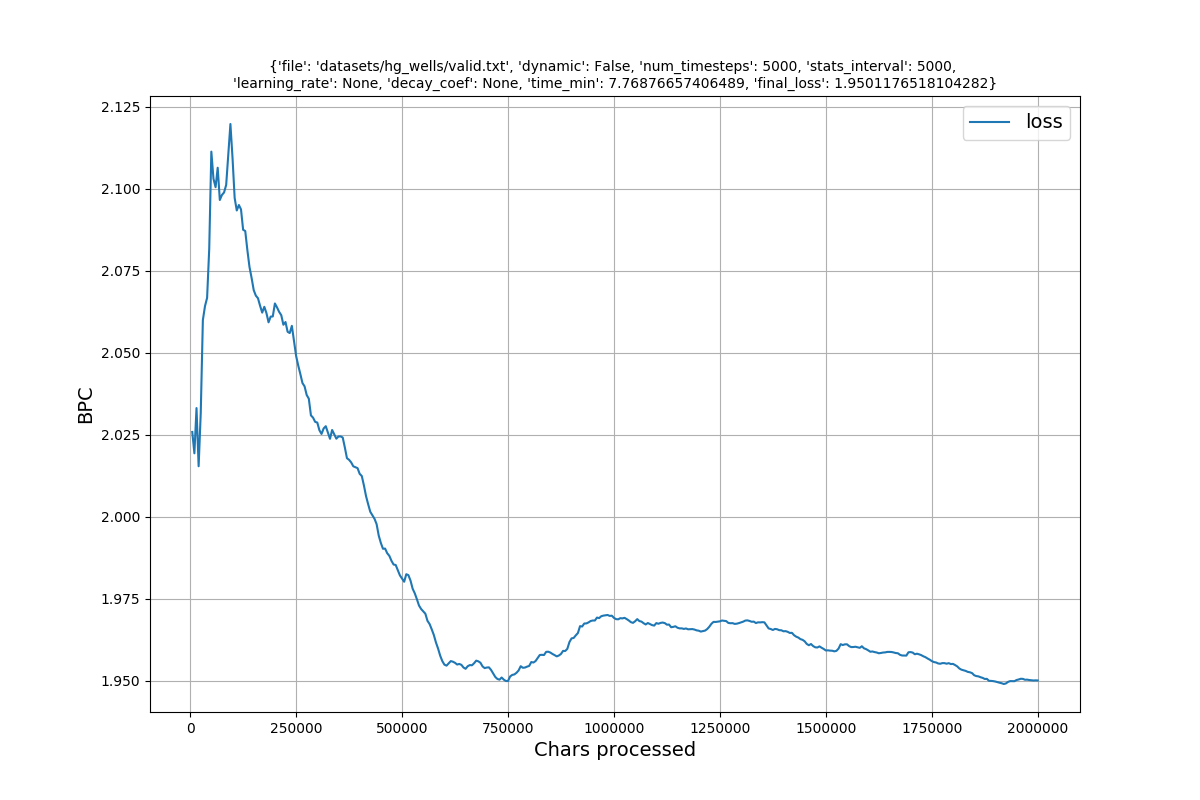 {'file': 'datasets/hg_wells/valid.txt', 'dynamic': False, 'num_timesteps': 5000, 'stats_interval': 5000,
'learning_rate': None, 'decay_coef': None, 'time_min': 7.76876657406489, 'final_loss': 1.9501176518104282}
loss
2.125
2.100
2.075
2.050
2.025
2.000
1.975
1.950
BPC
0 250000 500000 750000 1000000 1250000 1500000 1750000 2000000
Chars processed